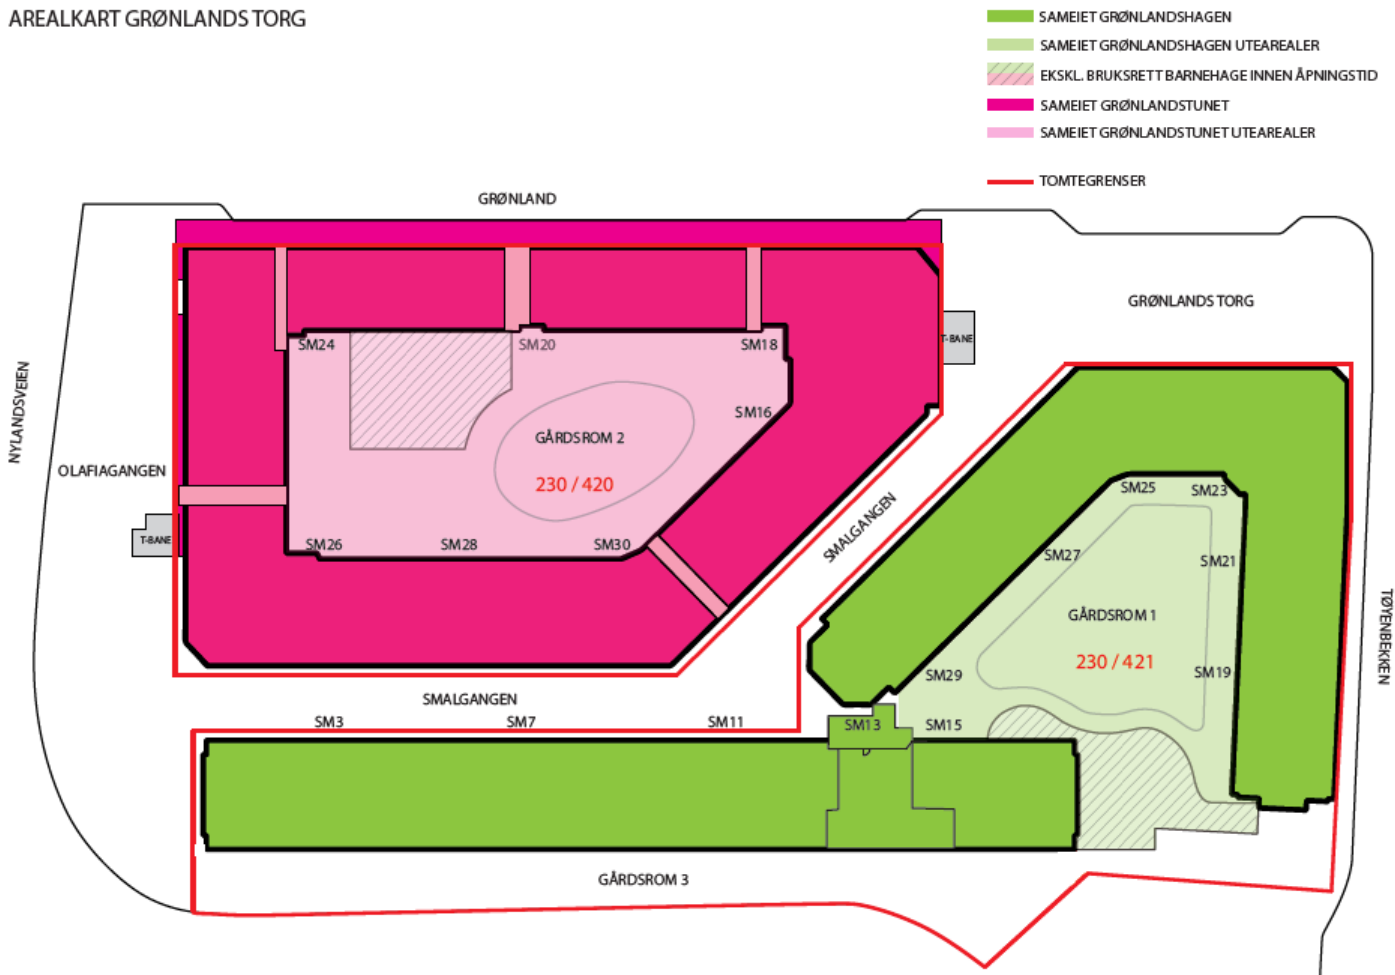 AREALKART GRØNLANDS TORG
SAMEIET GRØNLANDSHAGEN
SAMEIET GRØNLANDSHAGEN UTEAREALER
EKSKL. BRUKSRETT BARNEHAGE INNEN ÅPNINGSTID
SAMEIET GRØNLANDSTUNET
SAMEIET GRØNLANDSTUNET UTEAREALER
TOMTEGRENSER
GRØNLAND
GRØNLANDS TORG
T-BANE
SM24
SM20
SM18
SM16
GÅRDSROM 2
230 / 420
NYLANDSVEIEN
OLAFIAGANGEN
T-BANE
SM26
SM28
SM30
SMALGANGEN
SM25
SM23
SM27
SM21
GÅRDSROM 1
230 / 421
TØYENBEKKEN
SM29
SM19
SMALGANGEN
SM3
SM7
SM11
SM13
SM15
GÅRDSROM 3